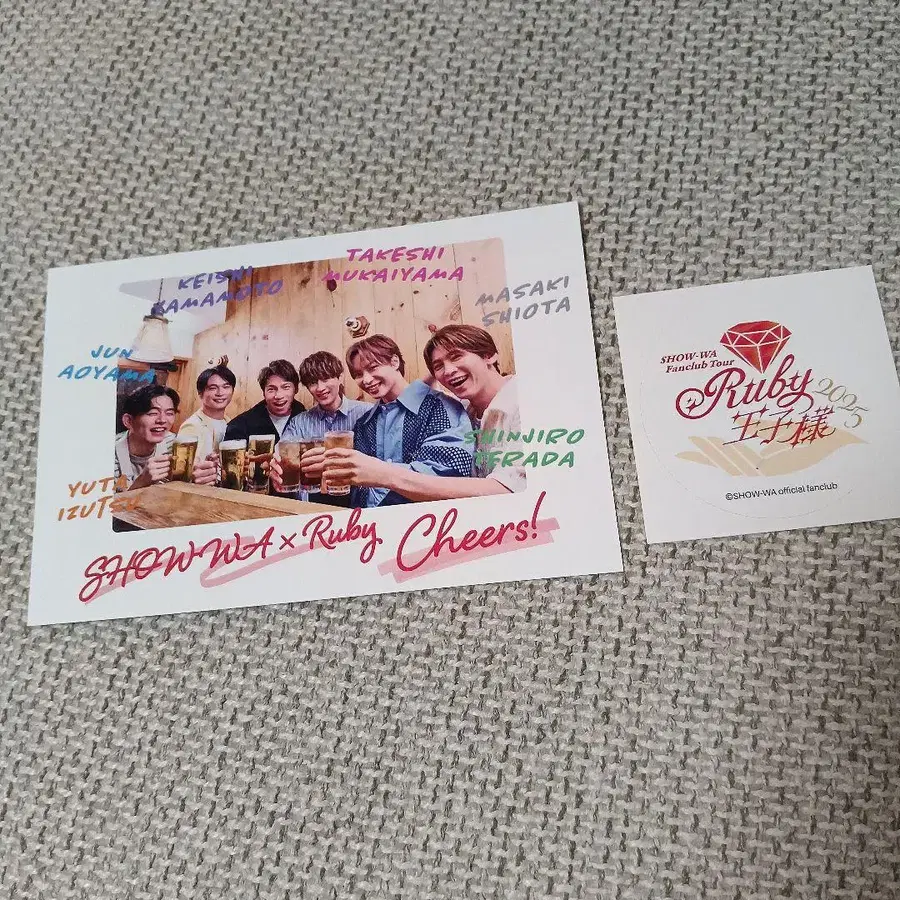 KEISHI
KAMAMOTO
TAKESHI
MUKAIYAMA
MASAKI
SHIOTA
JUN
AOYAMA
SHINJIRO
TERADA
YUTA
IZUTSU
SHOW-WA × Ruby Cheers!
SHOW-WA
Fanclub Tour
Ruby
2025
王子様
©SHOW-WA official fanclub